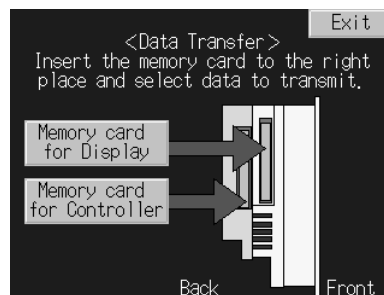 Exit
<Data Transfer>
Insert the memory card to the right
place and select data to transmit.
Memory card
for Display
Memory card
for Controller
Back
Front